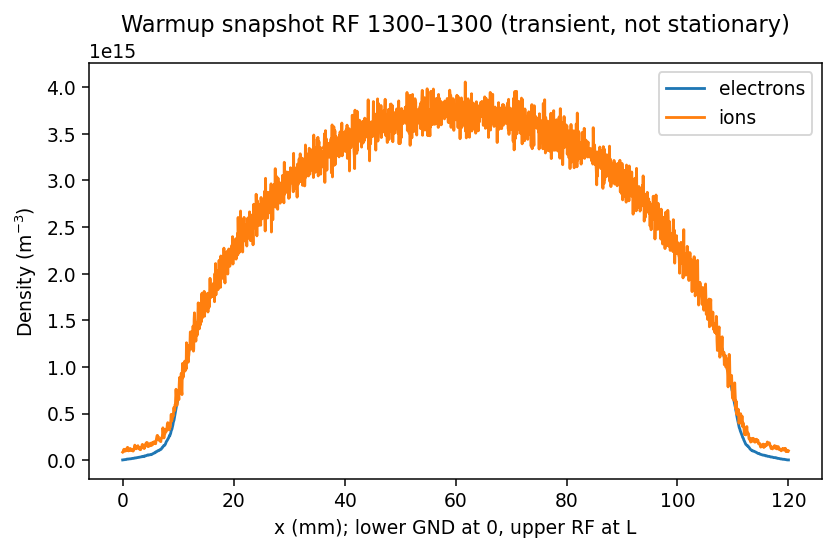 Warmup snapshot RF 1300–1300 (transient, not stationary)
1e15
electrons
ions
4.0
3.5
3.0
2.5
2.0
1.5
1.0
0.5
0.0
Density (m⁻³)
0 20 40 60 80 100 120
x (mm); lower GND at 0, upper RF at L